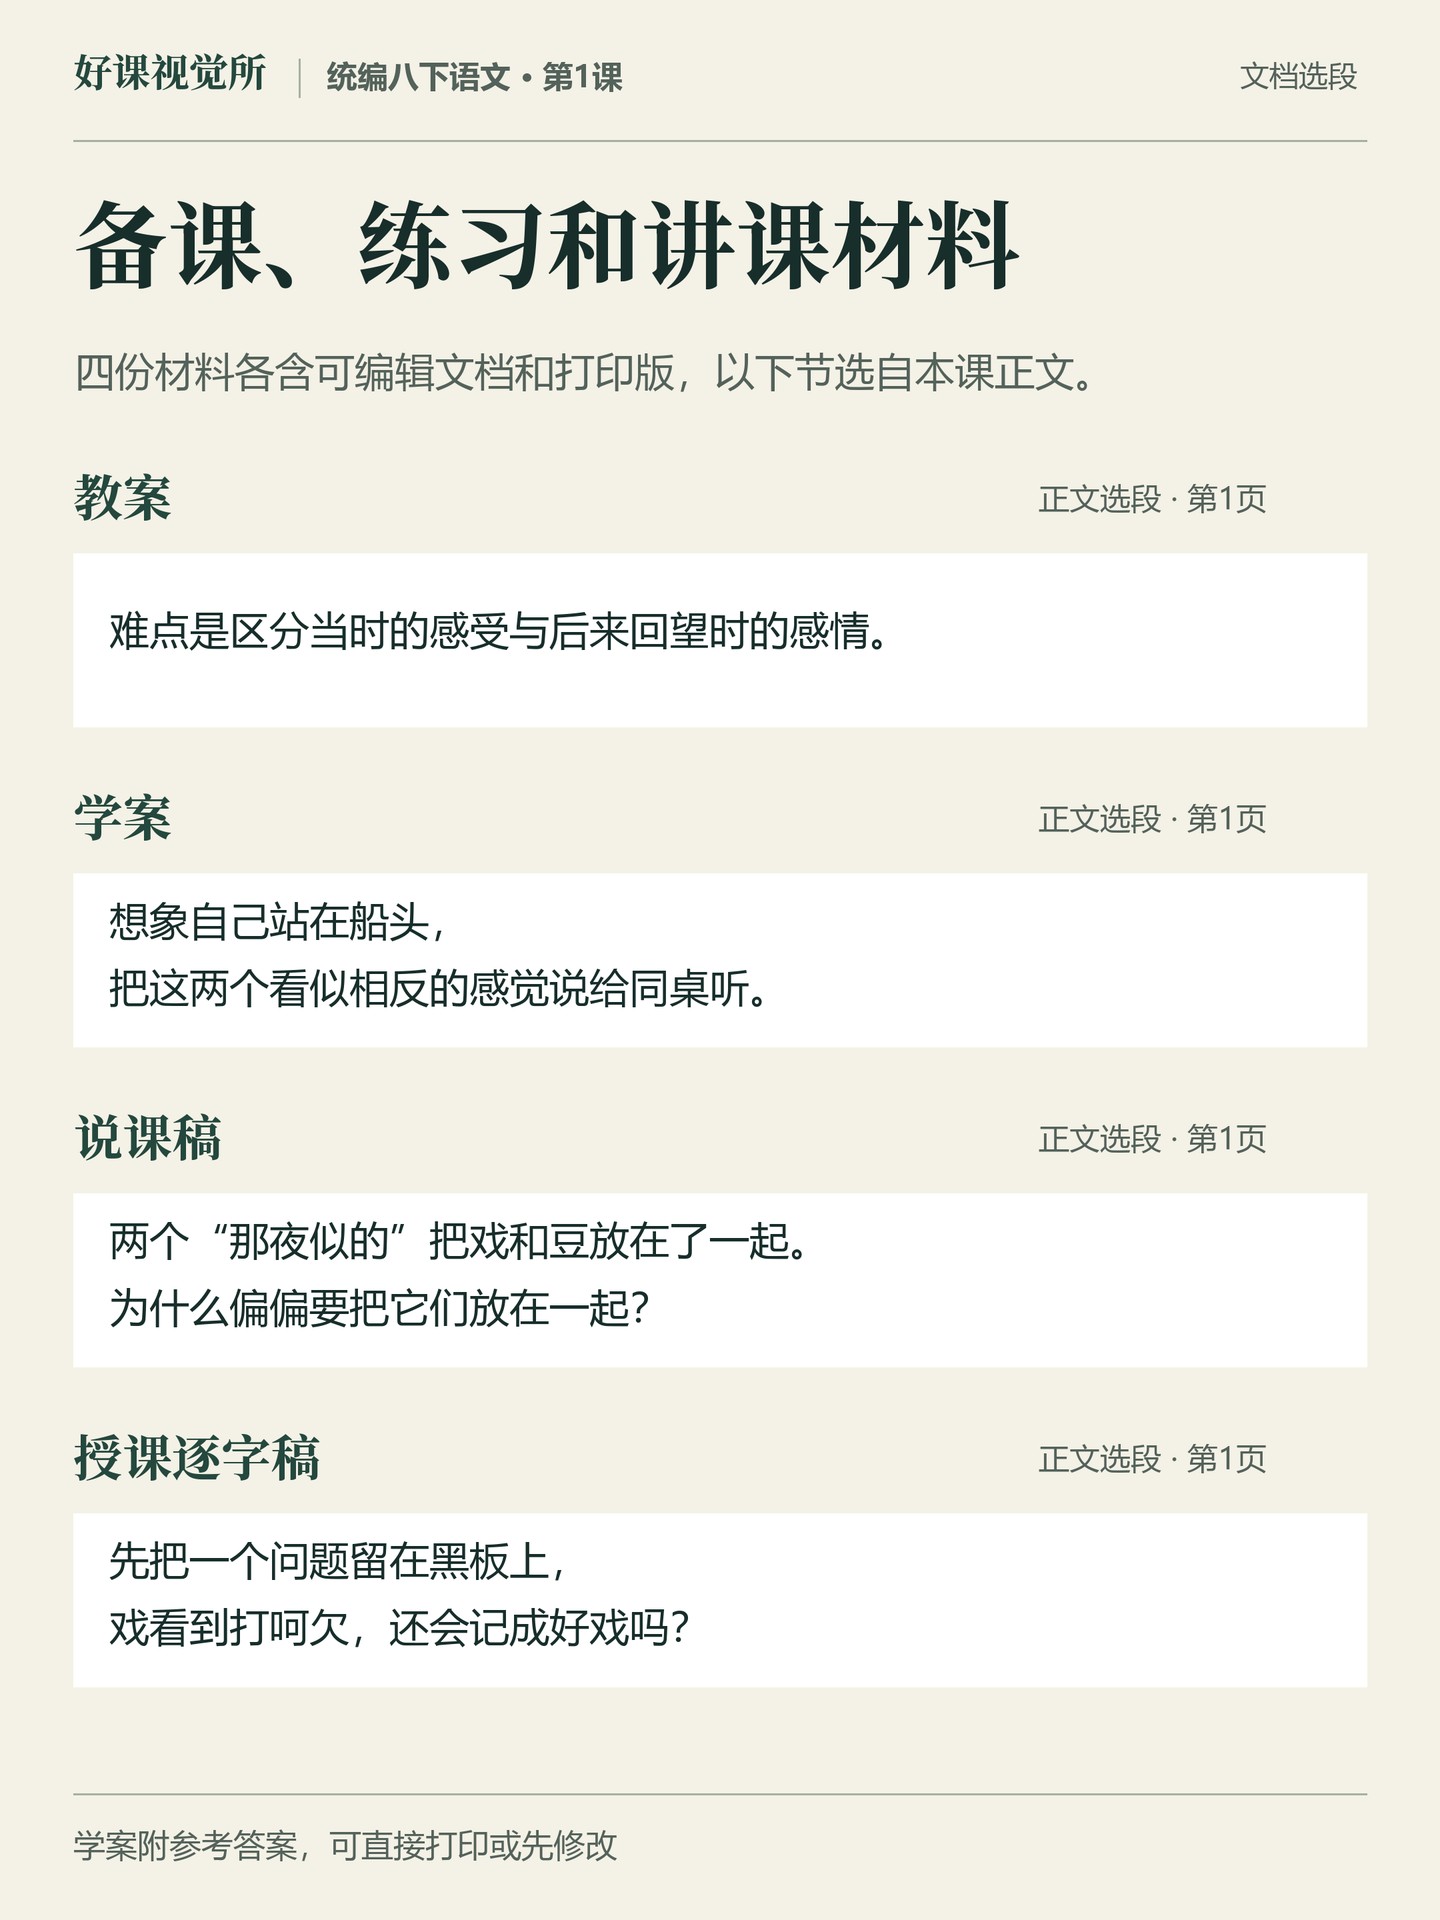 好课视觉所 统编八下语文·第1课 文档选段
备课、练习和讲课材料
四份材料各含可编辑文档和打印版，以下节选自本课正文。
教案 正文选段·第1页
难点是区分当时的感受与后来回望时的感情。
学案 正文选段·第1页
想象自己站在船头，
把这两个看似相反的感觉说给同桌听。
说课稿 正文选段·第1页
两个“那夜似的”把戏和豆放在了一起。
为什么偏偏要把它们放在一起？
授课逐字稿 正文选段·第1页
先把一个问题留在黑板上，
戏看到打呵欠，还会记成好戏吗？
学案附参考答案，可直接打印或先修改